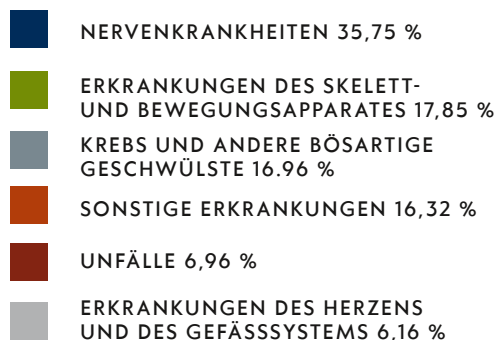 NERVENKRANKHEITEN 35,75 %
ERKRANKUNGEN DES SKELETT-
UND BEWEGUNGSAPPARATES 17,85 %
KREBS UND ANDERE BÖSARTIGE
GESCHWÜLSTE 16.96 %
SONSTIGE ERKRANKUNGEN 16,32 %
UNFÄLLE 6,96 %
ERKRANKUNGEN DES HERZENS
UND DES GEFÄSSSYSTEMS 6,16 %